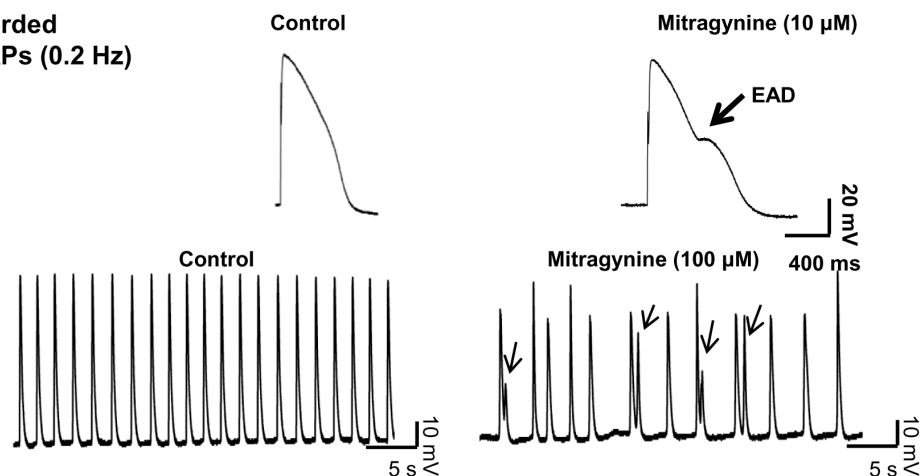 rded
Ps (0.2 Hz)
Control
Mitragynine (10 µM)
EAD
20 mV
400 ms
Control
Mitragynine (100 µM)
10 mV
5 s
10 mV
5 s